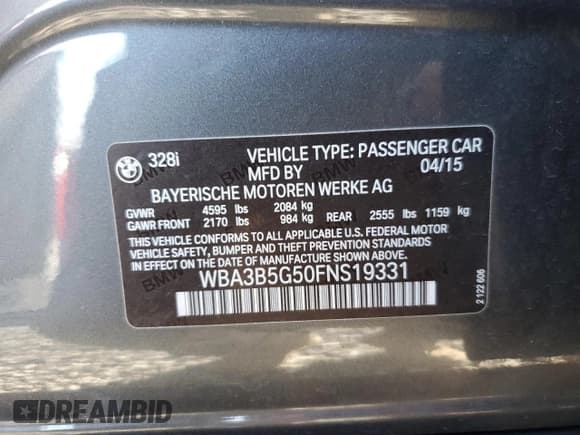 BMW 328i VEHICLE TYPE: PASSENGER CAR
MFD BY 04/15
BAYERISCHE MOTOREN WERKE AG
GVWR 4595 lbs 2084 kg
GAWR FRONT 2170 lbs 984 kg REAR 2555 lbs 1159 kg
THIS VEHICLE CONFORMS TO ALL APPLICABLE U.S. FEDERAL MOTOR
VEHICLE SAFETY, BUMPER, AND THEFT PREVENTION STANDARDS
IN EFFECT ON THE DATE OF MANUFACTURE SHOWN ABOVE.
WBA3B5G50FNS19331
2 122 606
DREAMBID